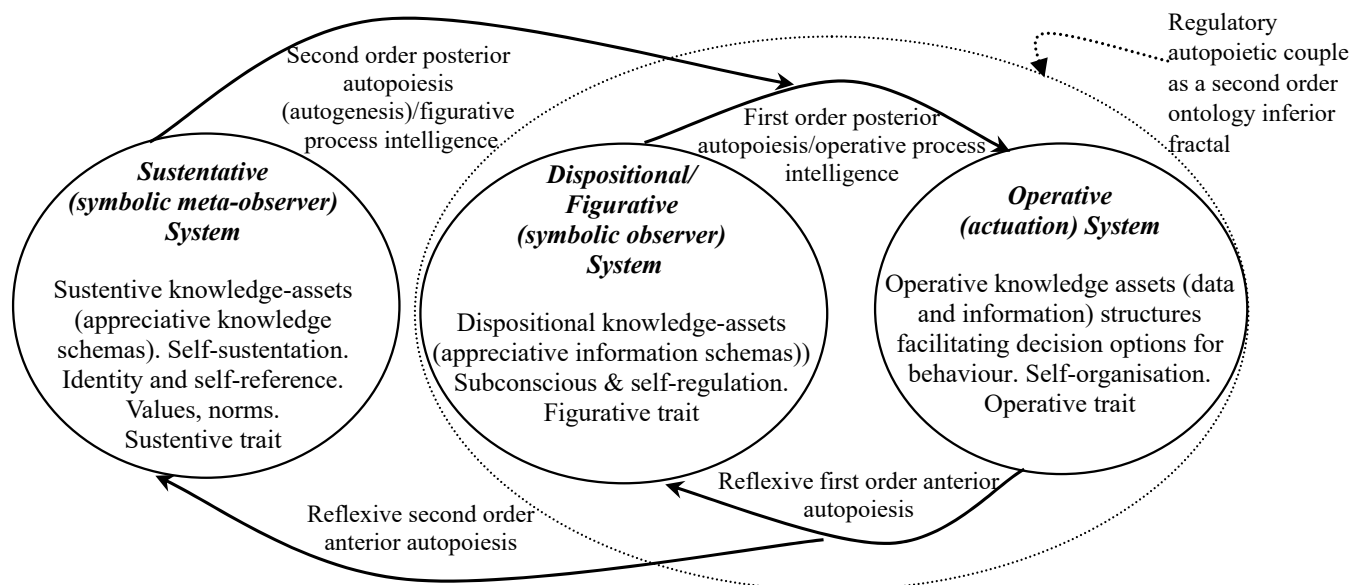 Second order posterior
autopoiesis
(autogenesis)/figurative
process intelligence
Regulatory
autopoietic couple
as a second order
ontology inferior
fractal
First order posterior
autopoiesis/operative process
intelligence
Sustentative
(symbolic meta-observer)
System
Sustentive knowledge-assets
(appreciative knowledge
schemas). Self-sustentation.
Identity and self-reference.
Values, norms.
Sustentive trait
Dispositional/
Figurative
(symbolic observer)
System
Dispositional knowledge-assets
(appreciative information schemas))
Subconscious & self-regulation.
Figurative trait
Operative
(actuation) System
Operative knowledge assets (data
and information) structures
facilitating decision options for
behaviour. Self-organisation.
Operative trait
Reflexive first order anterior
autopoiesis
Reflexive second order
anterior autopoiesis